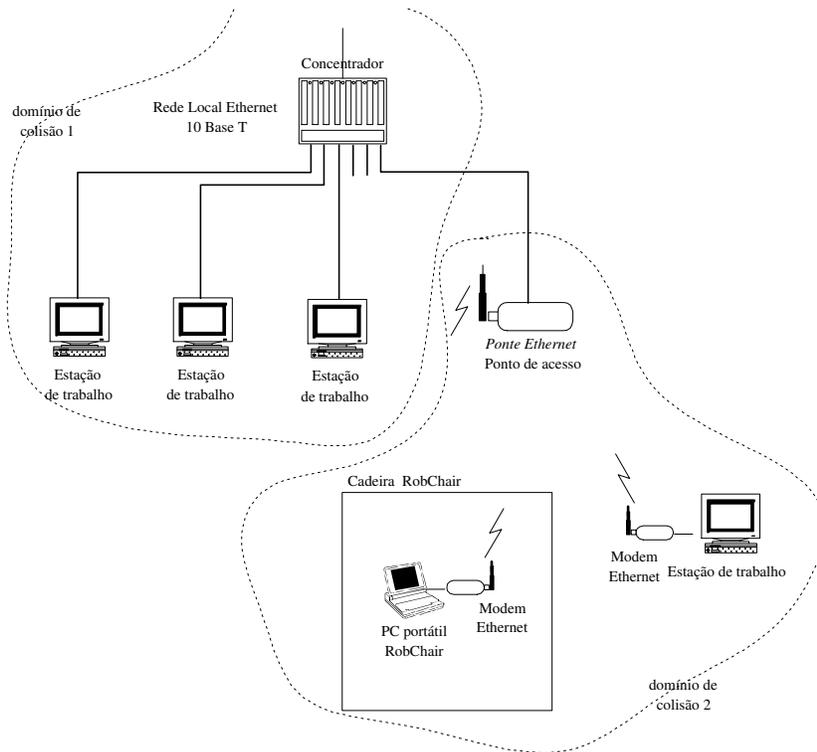 Concentrador
domínio de
colisão 1
Rede Local Ethernet
10 Base T
Estação
de trabalho
Estação
de trabalho
Estação
de trabalho
Ponte Ethernet
Ponto de acesso
Cadeira RobChair
PC portátil
RobChair
Modem
Ethernet
Modem
Ethernet
Estação de trabalho
domínio de
colisão 2